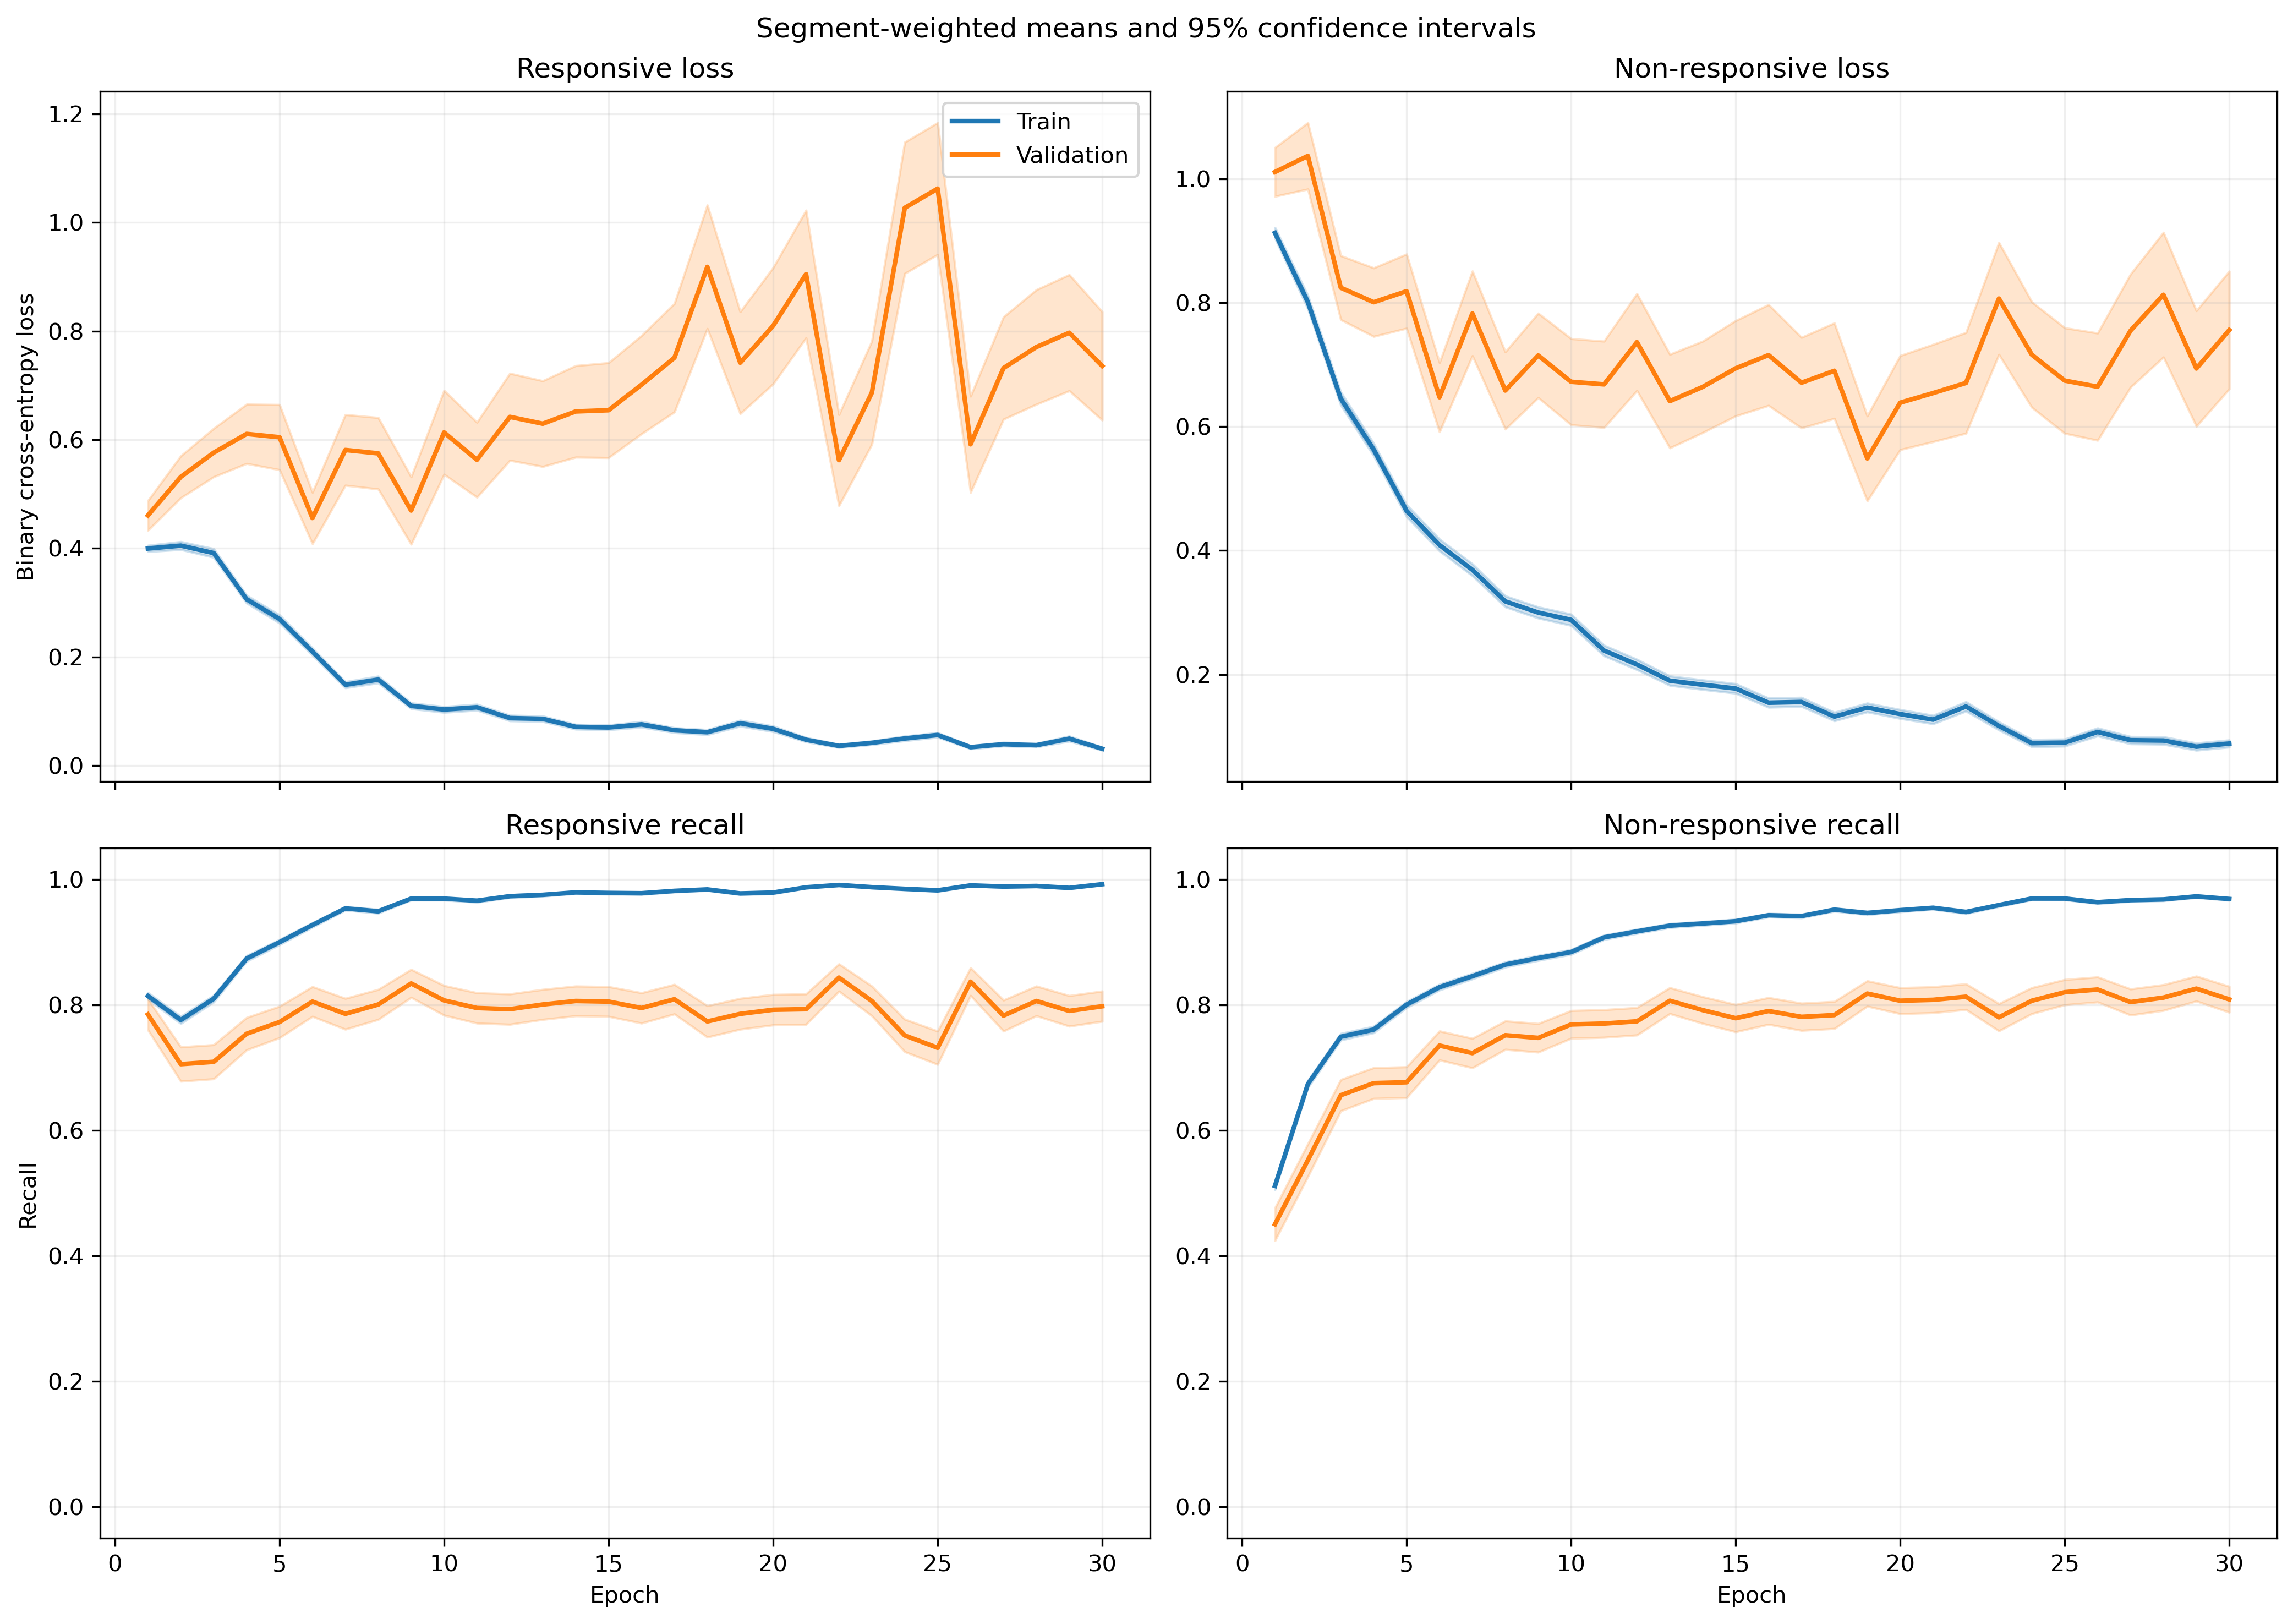 Segment-weighted means and 95% confidence intervals
Responsive loss
Non-responsive loss
Train
Validation
Binary cross-entropy loss
1.2
1.0
0.8
0.6
0.4
0.2
0.0
1.0
0.8
0.6
0.4
0.2
Responsive recall
Non-responsive recall
Recall
1.0
0.8
0.6
0.4
0.2
0.0
1.0
0.8
0.6
0.4
0.2
0.0
0 5 10 15 20 25 30
0 5 10 15 20 25 30
Epoch
Epoch